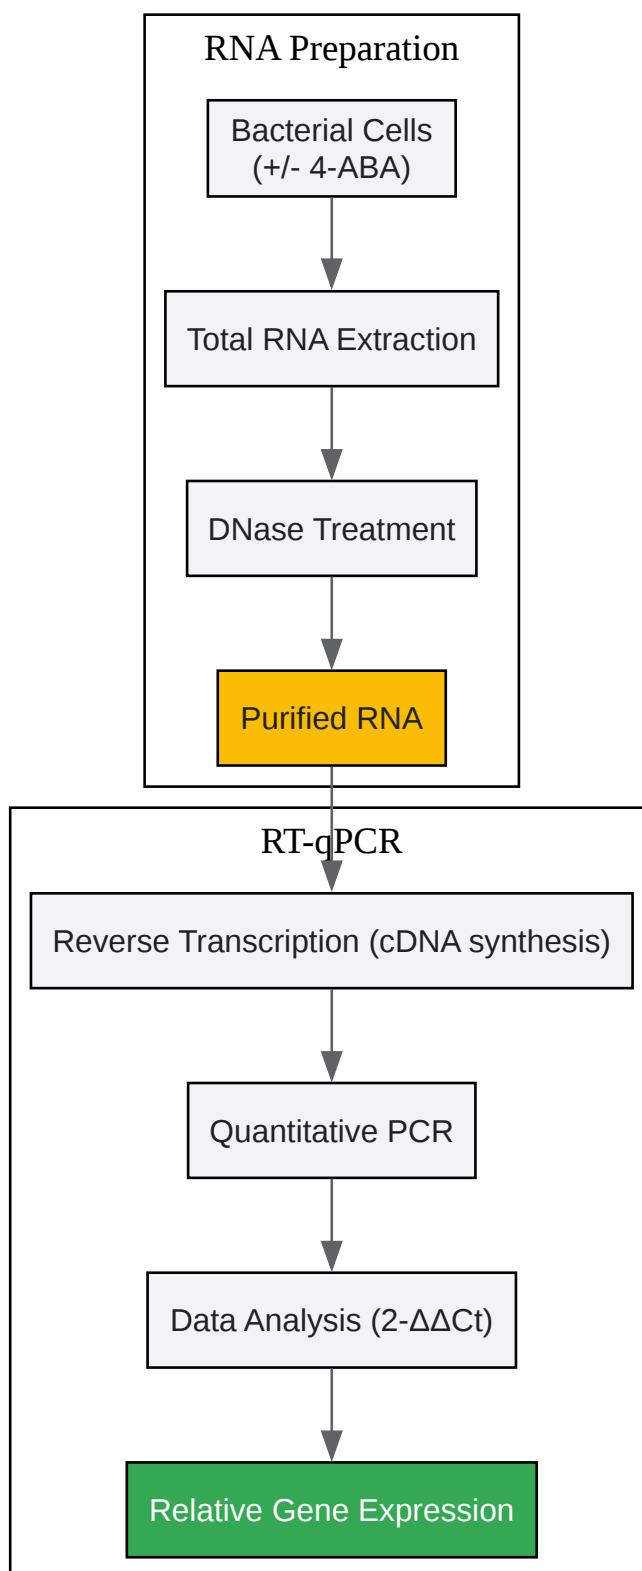 RNA Preparation
Bacterial Cells
(+/- 4-ABA)
Total RNA Extraction
DNase Treatment
Purified RNA
RT-qPCR
Reverse Transcription (cDNA synthesis)
Quantitative PCR
Data Analysis (2-ΔΔCt)
Relative Gene Expression